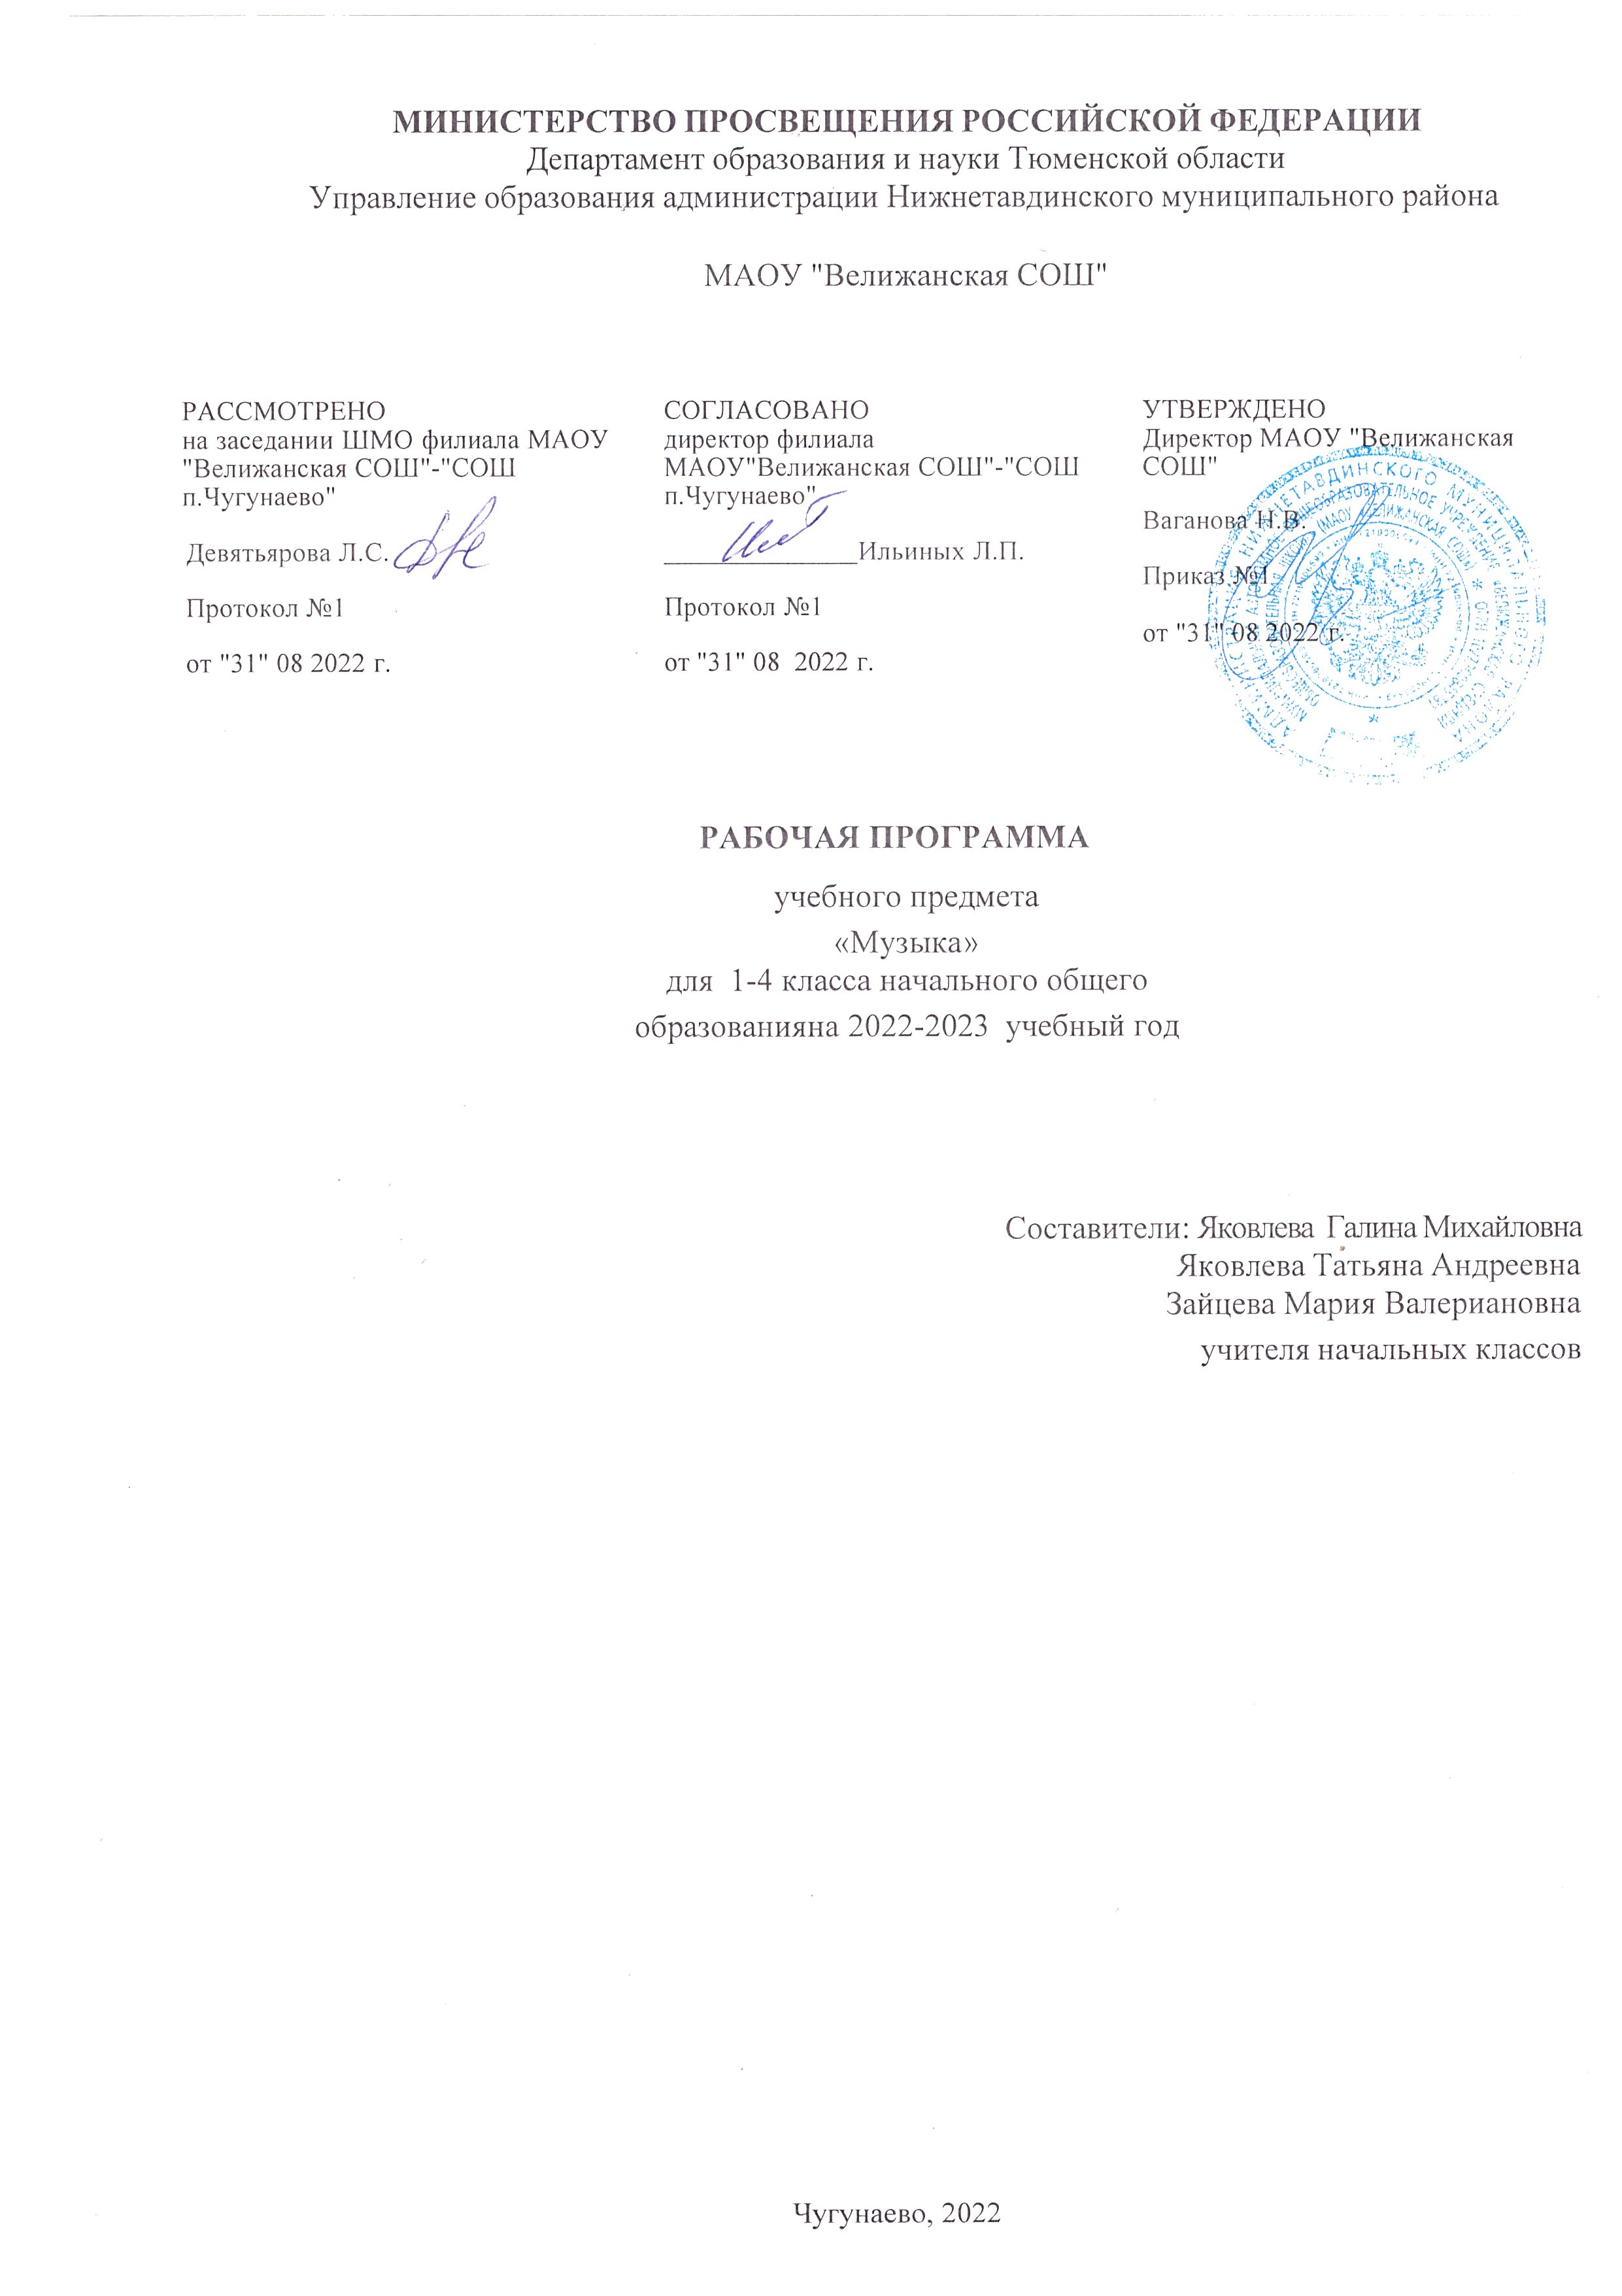 МИНИСТЕРСТВО ПРОСВЕЩЕНИЯ РОССИЙСКОЙ ФЕДЕРАЦИИ
Департамент образования и науки Тюменской области
Управление образования администрации Нижнетавдинского муниципального района
МАОУ "Велижанская СОШ"
РАССМОТРЕНО
на заседании ШМО филиала МАОУ
"Велижанская СОШ"-"СОШ
п.Чугунаево"
Девятьярова Л.С.
Протокол №1
от "31" 08 2022 г.
СОГЛАСОВАНО
директор филиала
МАОУ"Велижанская СОШ"-"СОШ
п.Чугунаево"
______________Ильиных Л.П.
Протокол №1
от "31" 08  2022 г.
УТВЕРЖДЕНО
Директор МАОУ "Велижанская
СОШ"
Ваганова Н.В.
Приказ №1
от "31" 08 2022 г.
НИЖНЕТАВДИНСКОГО МУНИЦИПАЛЬНОГО РАЙОНА
РАБОЧАЯ ПРОГРАММА
учебного предмета
«Музыка»
для  1-4 класса начального общего
образованияна 2022-2023  учебный год
Составители: Яковлева  Галина Михайловна
Яковлева Татьяна Андреевна
Зайцева Мария Валериановна
учителя начальных классов
Чугунаево, 2022